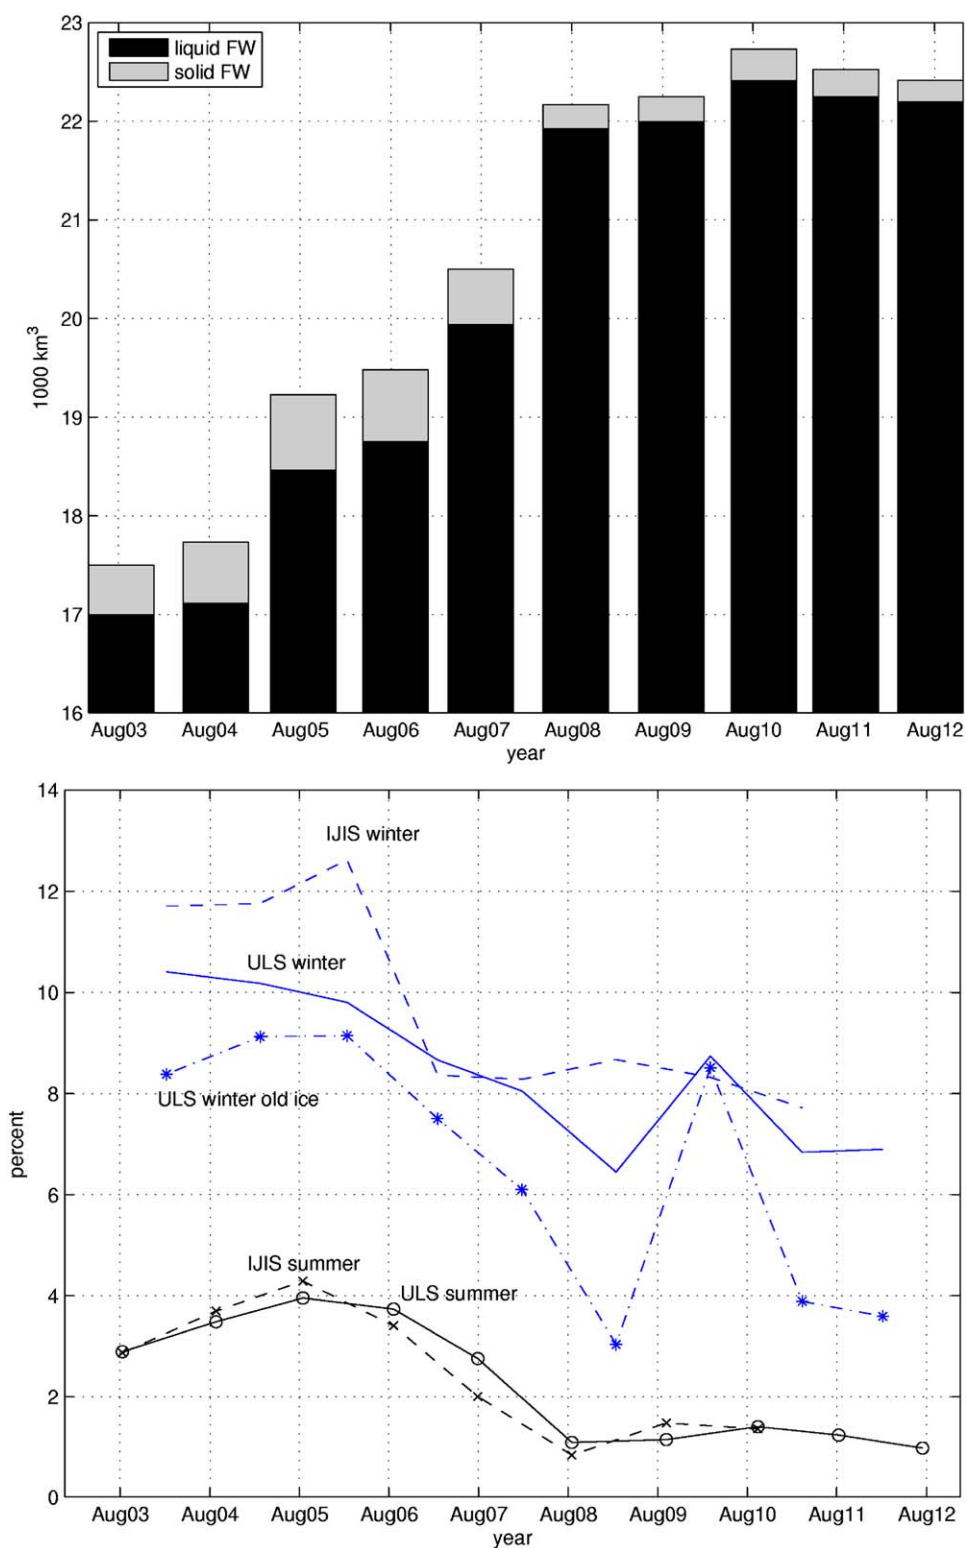 23
liquid FW
solid FW
22
21
20
19
18
17
16
1000 km³
Aug03 Aug04 Aug05 Aug06 Aug07 Aug08 Aug09 Aug10 Aug11 Aug12
year
14
IJIS winter
12
ULS winter
10
8
ULS winter old ice
percent
6
IJIS summer
ULS summer
4
2
0
Aug03 Aug04 Aug05 Aug06 Aug07 Aug08 Aug09 Aug10 Aug11 Aug12
year